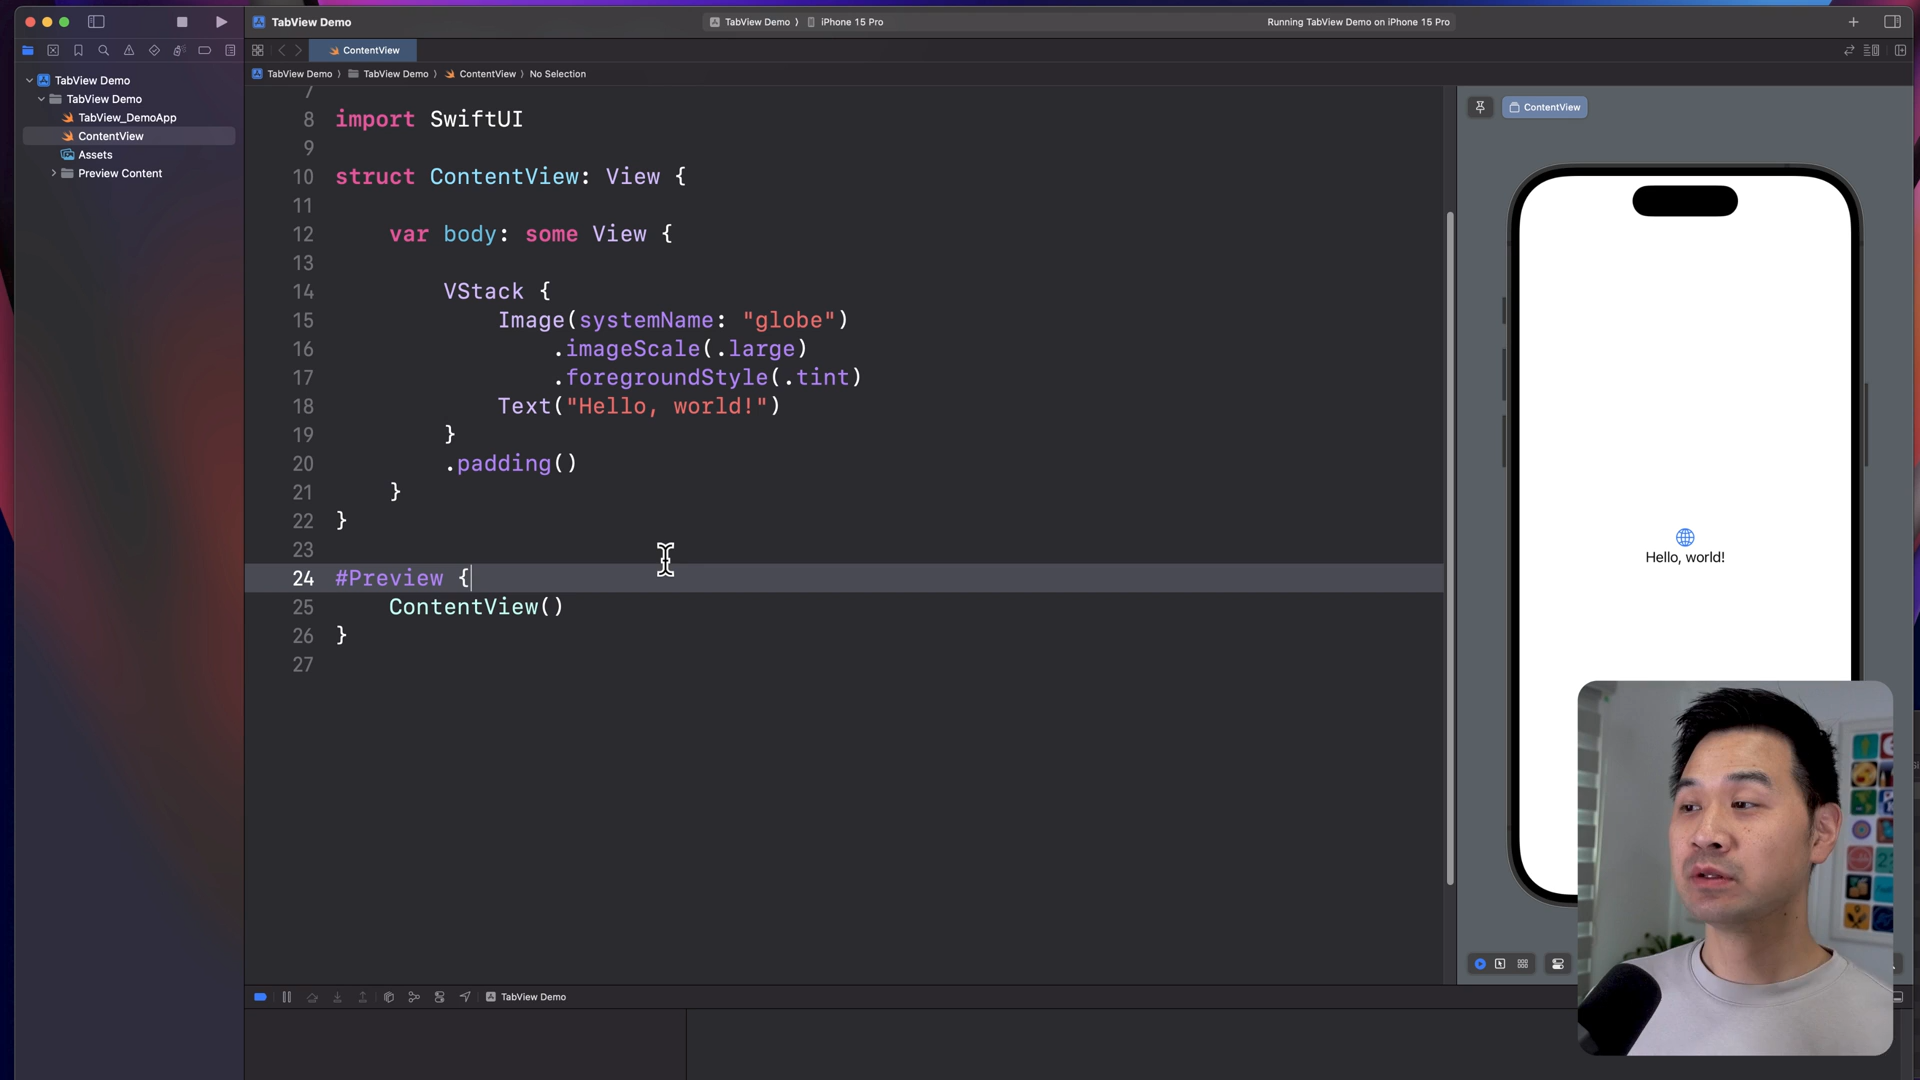 TabView Demo
TabView Demo 〉 iPhone 15 Pro
Running TabView Demo on iPhone 15 Pro
ContentView
TabView Demo 〉 TabView Demo 〉 ContentView 〉 No Selection
TabView Demo
TabView Demo
TabView_DemoApp
ContentView
Assets
Preview Content
7
8 import SwiftUI
9
10 struct ContentView: View {
11
12 var body: some View {
13
14 VStack {
15 Image(systemName: "globe")
16 .imageScale(.large)
17 .foregroundStyle(.tint)
18 Text("Hello, world!")
19 }
20 .padding()
21 }
22 }
23
24 #Preview {
25 ContentView()
26 }
27
ContentView
Hello, world!
TabView Demo